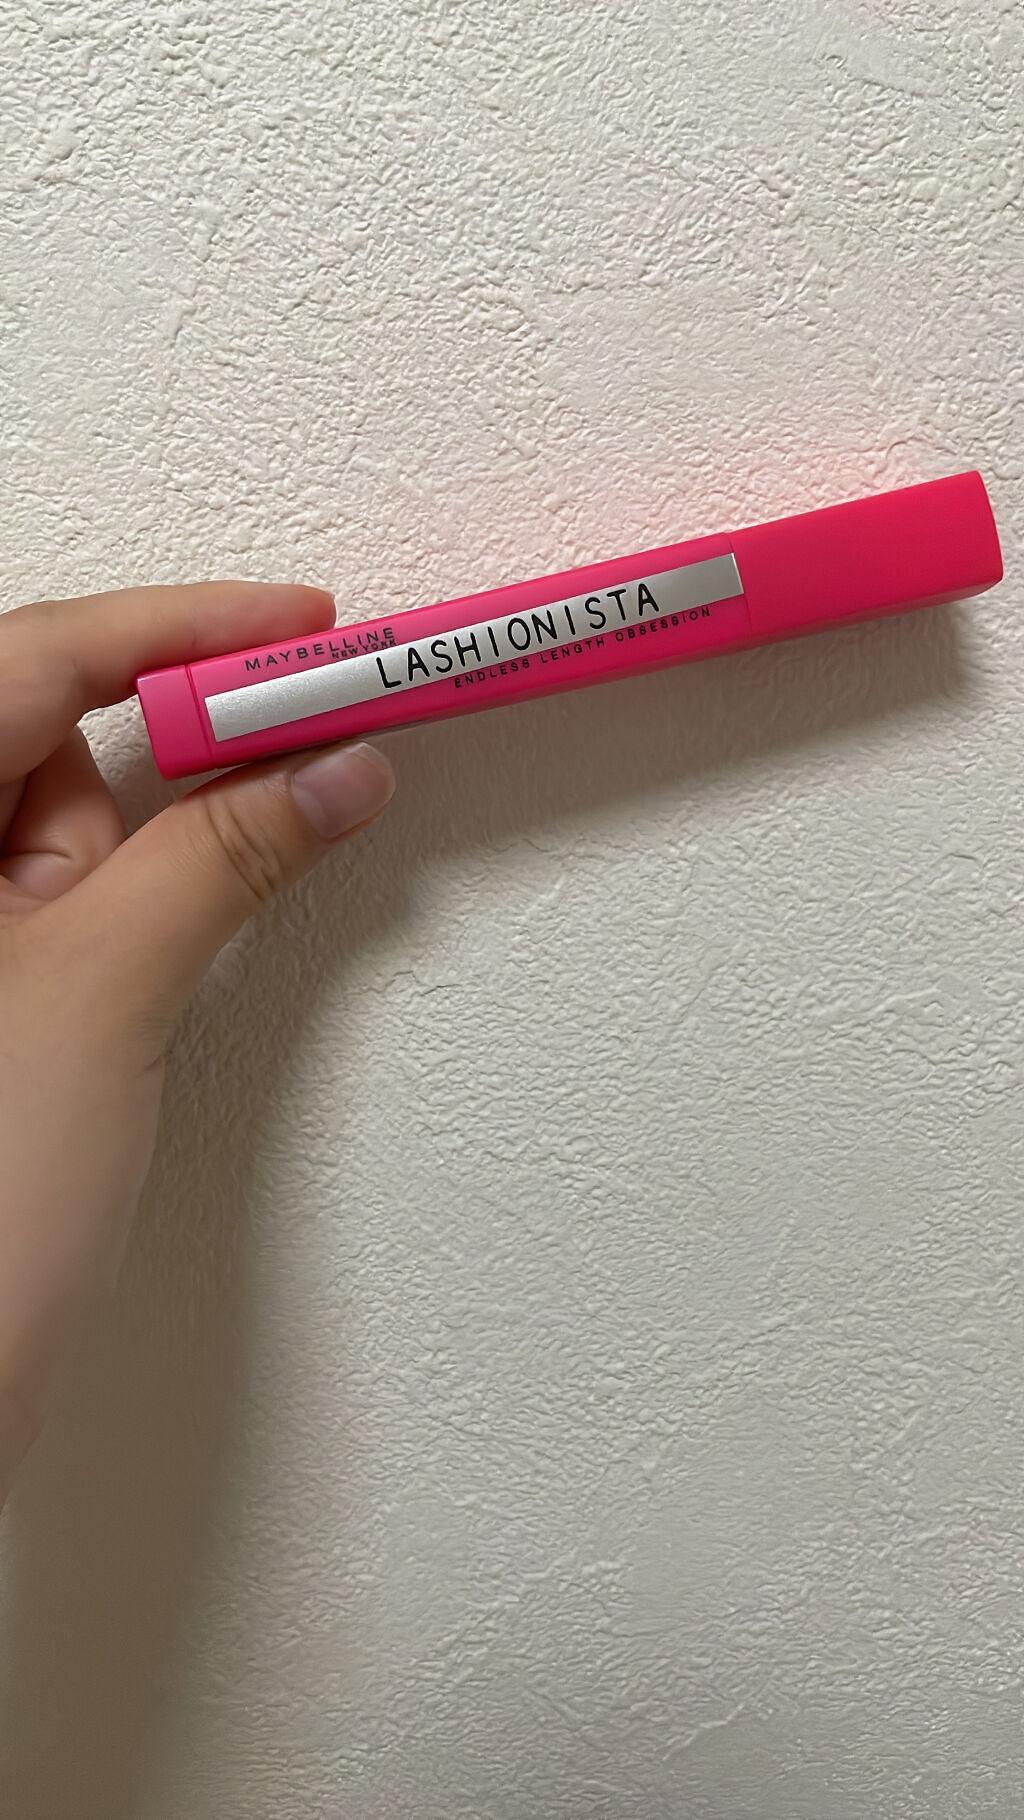 MAYBELLINE
NEW YORK
LASHIONISTA
ENDLESS LENGTH OBSESSION